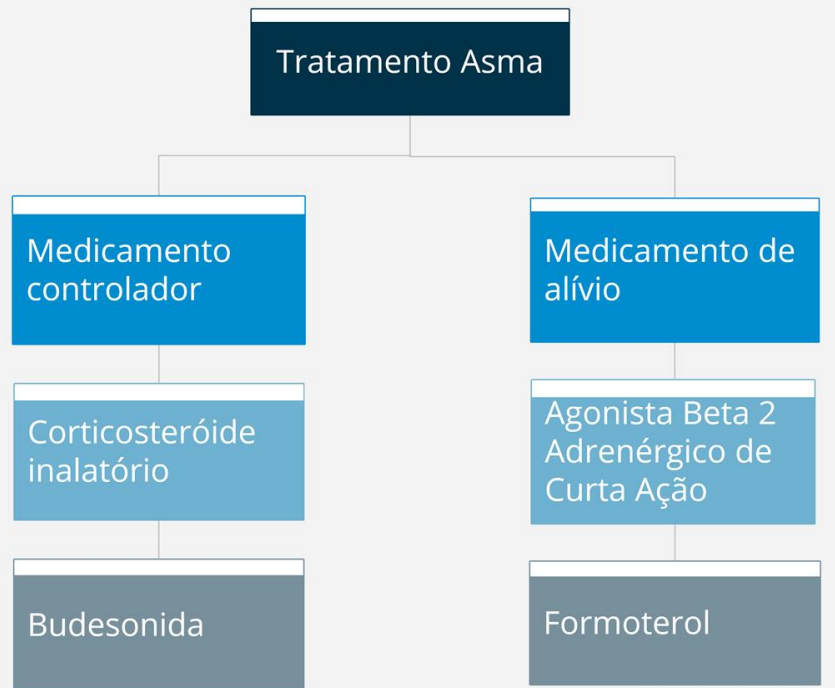 Tratamento Asma
Medicamento
controlador
Medicamento de
alívio
Corticosteróide
inalatório
Agonista Beta 2
Adrenérgico de
Curta Ação
Budesonida
Formoterol